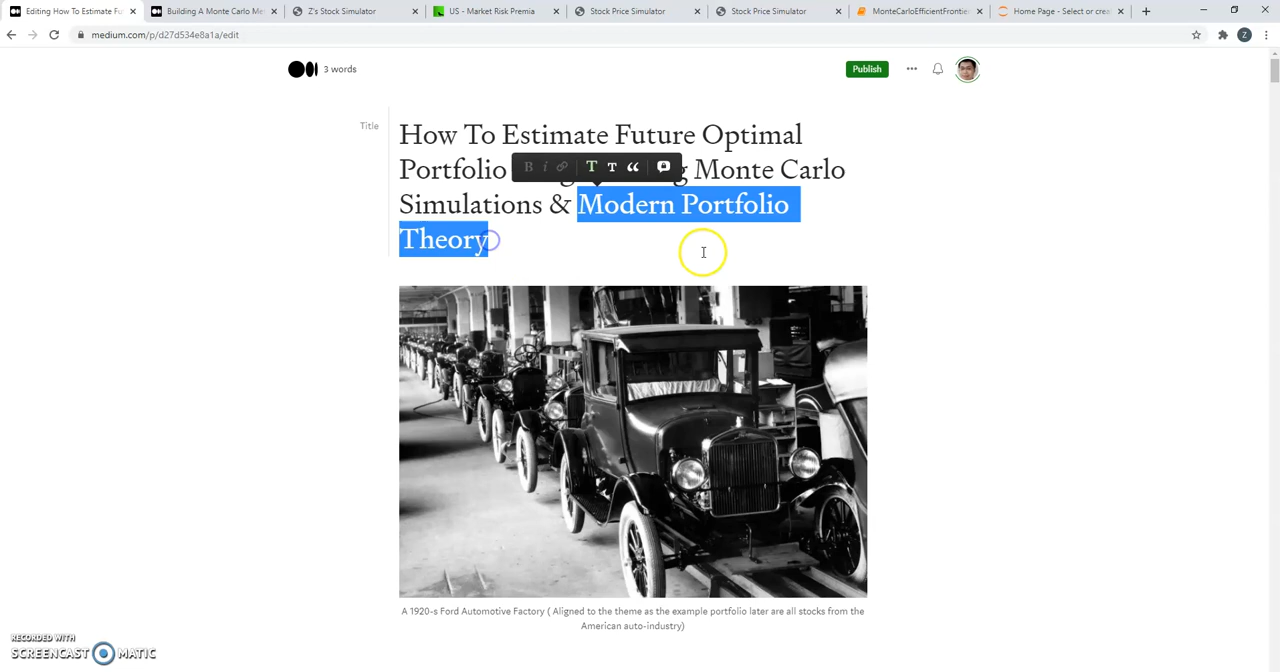 Editing How To Estimate Fu
Building A Monte Carlo Me
Z's Stock Simulator
US - Market Risk Premia
Stock Price Simulator
Stock Price Simulator
MonteCarloEfficientFrontie
Home Page - Select or crea
medium.com/p/d27d534e8a1a/edit
Z
3 words
Publish
Title
How To Estimate Future Optimal
Portfolio Monte Carlo
Simulations & Modern Portfolio
Theory
B i T T
A 1920-s Ford Automotive Factory ( Aligned to the theme as the example portfolio later are all stocks from the
American auto-industry)
RECORDED WITH
SCREENCAST MATIC